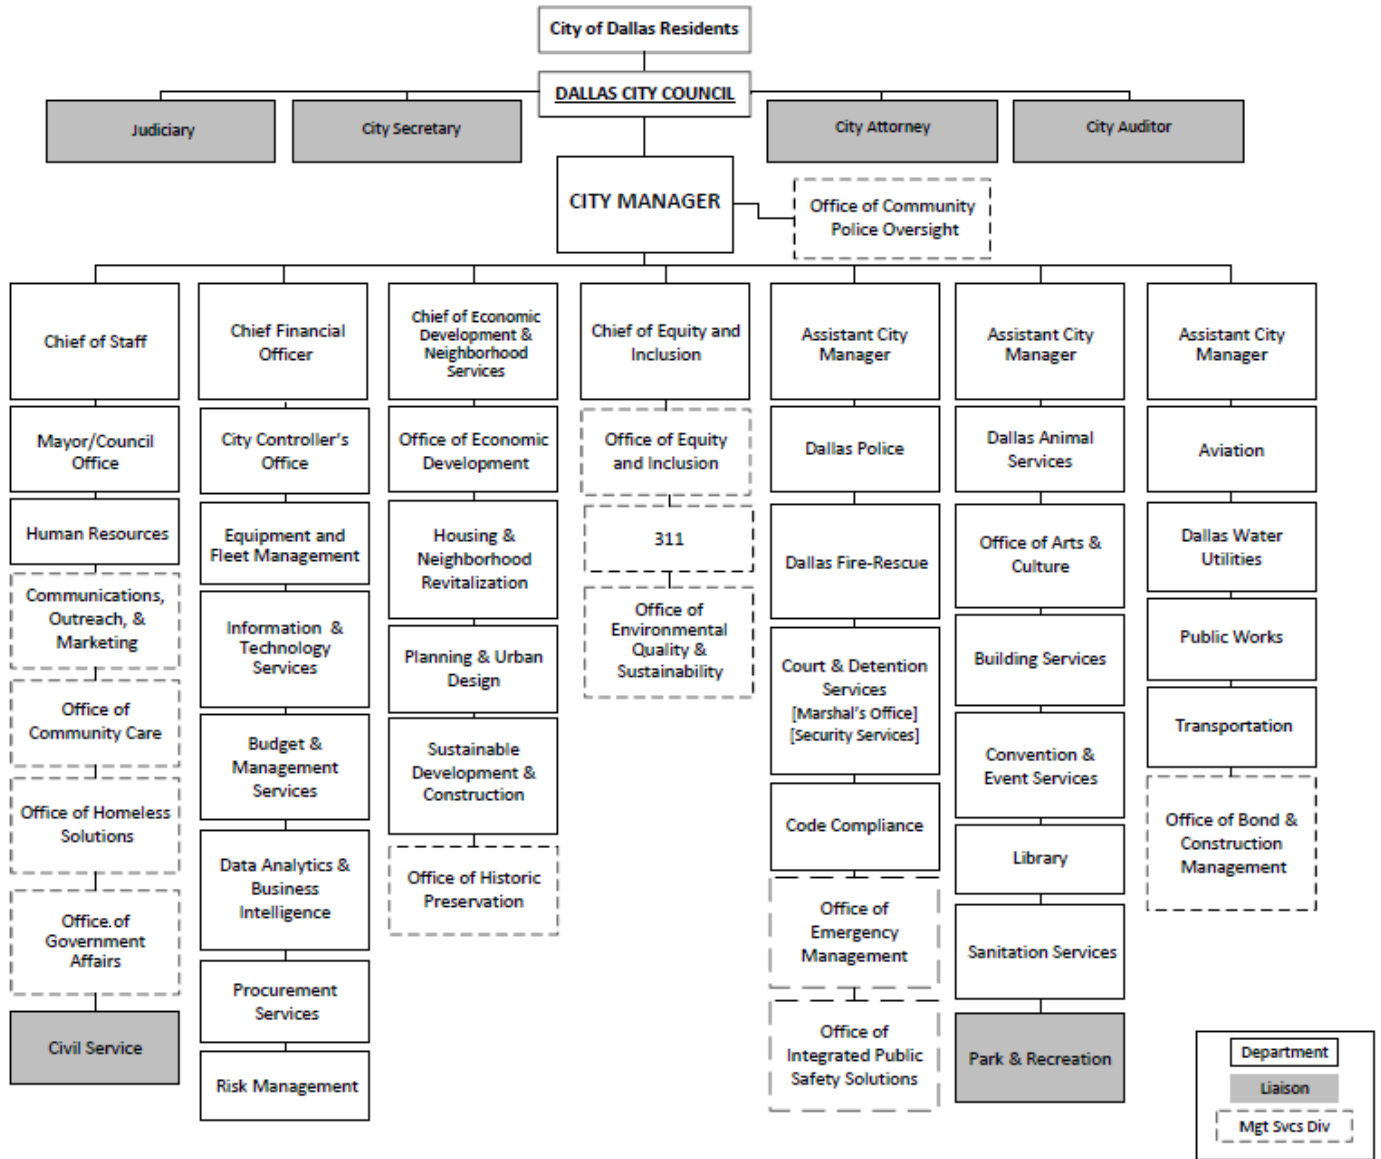 City of Dallas Residents
DALLAS CITY COUNCIL
Judiciary
City Secretary
City Attorney
City Auditor
CITY MANAGER
Office of Community
Police Oversight
Chief of Staff
Mayor/Council
Office
Human Resources
Communications,
Outreach, &
Marketing
Office of
Community Care
Office of Homeless
Solutions
Office.of
Government
Affairs
Civil Service
Chief Financial
Officer
City Controller's
Office
Equipment and
Fleet Management
Information &
Technology
Services
Budget &
Management
Services
Data Analytics &
Business
Intelligence
Procurement
Services
Risk Management
Chief of Economic
Development &
Neighborhood
Services
Office of Economic
Development
Housing &
Neighborhood
Revitalization
Planning & Urban
Design
Sustainable
Development &
Construction
Office of Historic
Preservation
Chief of Equity and
Inclusion
Office of Equity
and Inclusion
311
Office of
Environmental
Quality &
Sustainability
Assistant City
Manager
Dallas Police
Dallas Fire-Rescue
Court & Detention
Services
[Marshal's Office]
[Security Services]
Code Compliance
Office of
Emergency
Management
Office of
Integrated Public
Safety Solutions
Assistant City
Manager
Dallas Animal
Services
Office of Arts &
Culture
Building Services
Convention &
Event Services
Library
Sanitation Services
Park & Recreation
Assistant City
Manager
Aviation
Dallas Water
Utilities
Public Works
Transportation
Office of Bond &
Construction
Management
Department
Liaison
Mgt Svcs Div